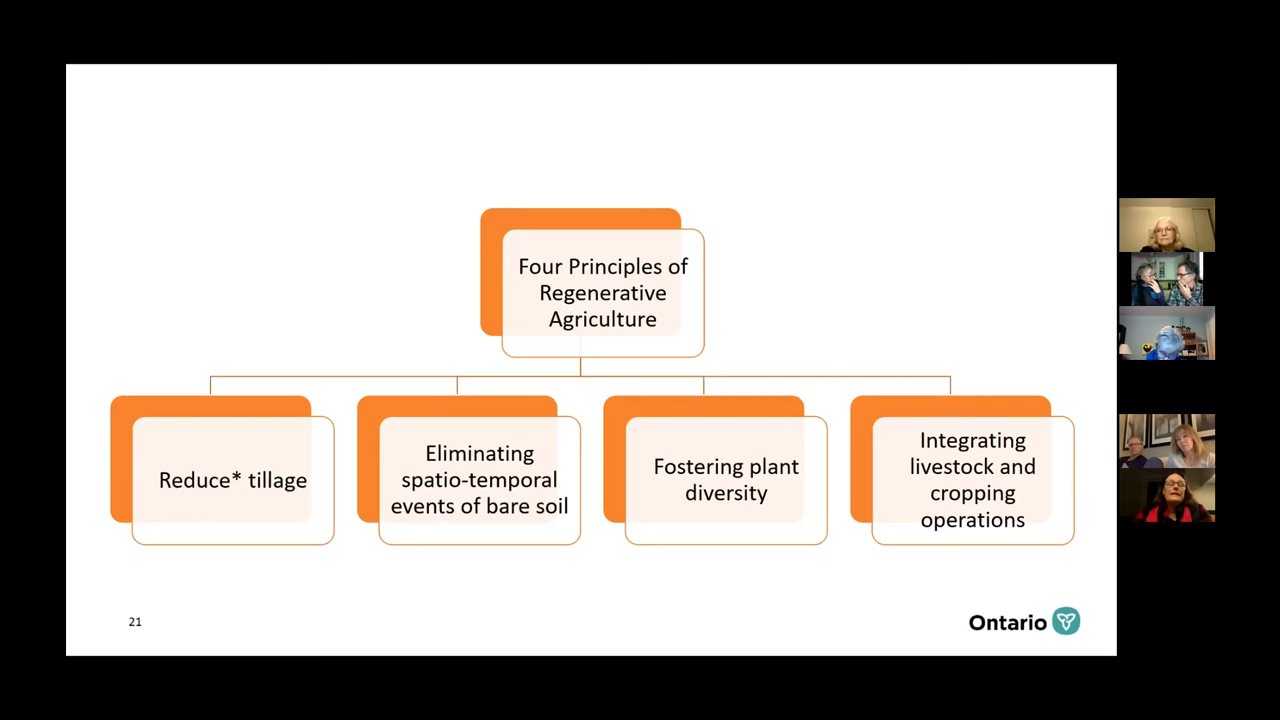 Four Principles of
Regenerative
Agriculture
Reduce* tillage
Eliminating
spatio-temporal
events of bare soil
Fostering plant
diversity
Integrating
livestock and
cropping
operations
21
Ontario